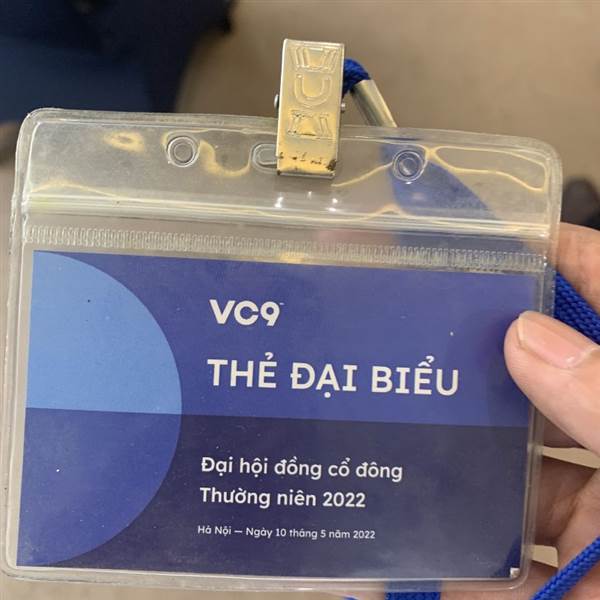 VC9
THẺ ĐẠI BIỂU
Đại hội đồng cổ đông
Thường niên 2022
Hà Nội — Ngày 10 tháng 5 năm 2022